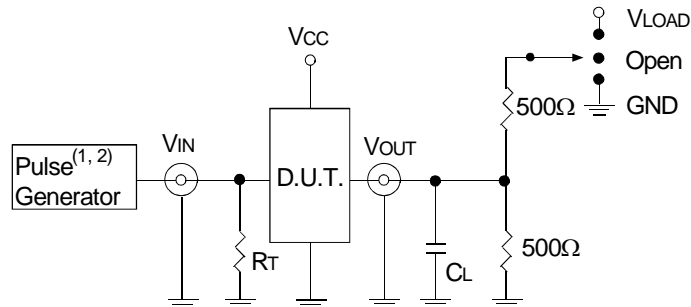 VLOAD
VCC
Open
500Ω
GND
VIN
VOUT
Pulse(1, 2)
Generator
D.U.T.
500Ω
RT
CL